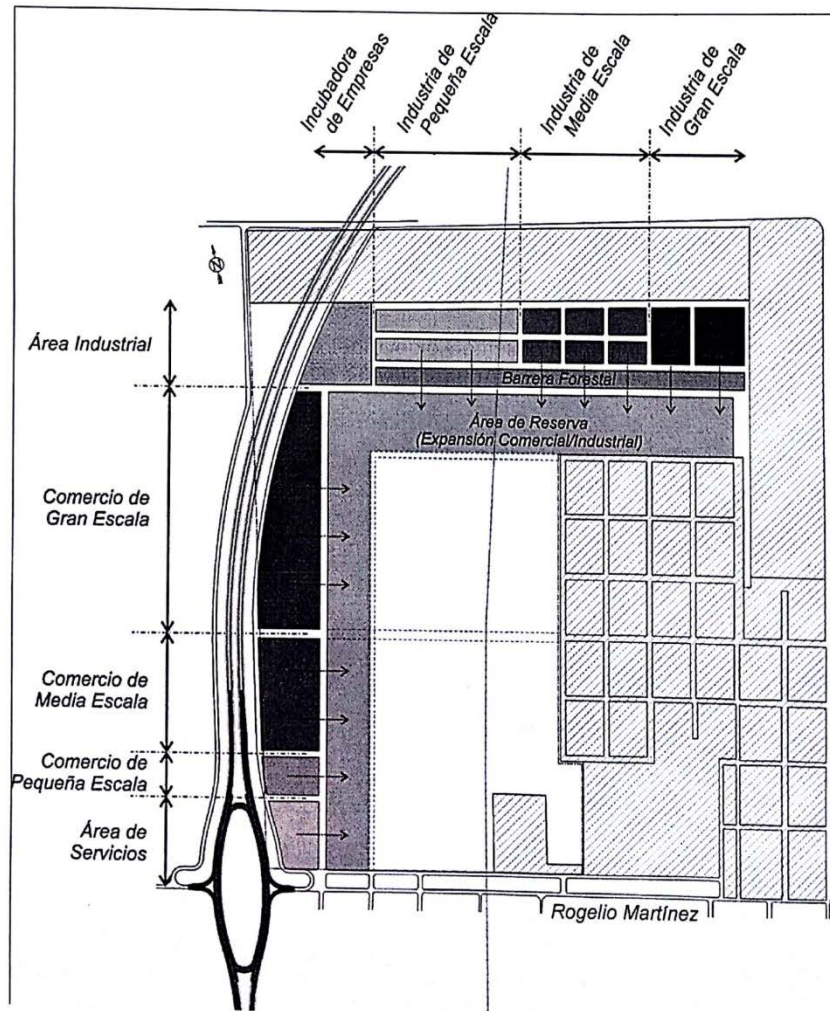 Incubadora
de Empresas
Industria de
Pequeña Escala
Industria de
Media Escala
Industria de
Gran Escala
N
Área Industrial
Barrera Forestal
Área de Reserva
(Expansión Comercial/Industrial)
Comercio de
Gran Escala
Comercio de
Media Escala
Comercio de
Pequeña Escala
Área de
Servicios
Rogelio Martínez